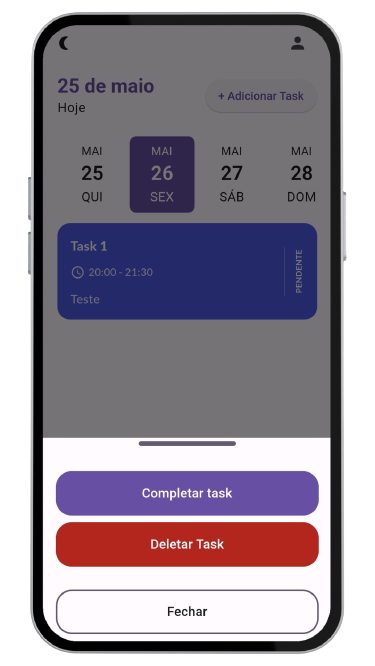 25 de maio
Hoje
+ Adicionar Task
MAI MAI MAI MAI
25 26 27 28
QUI SEX SÁB DOM
Task 1
20:00 - 21:30
Teste
PENDENTE
Completar task
Deletar Task
Fechar